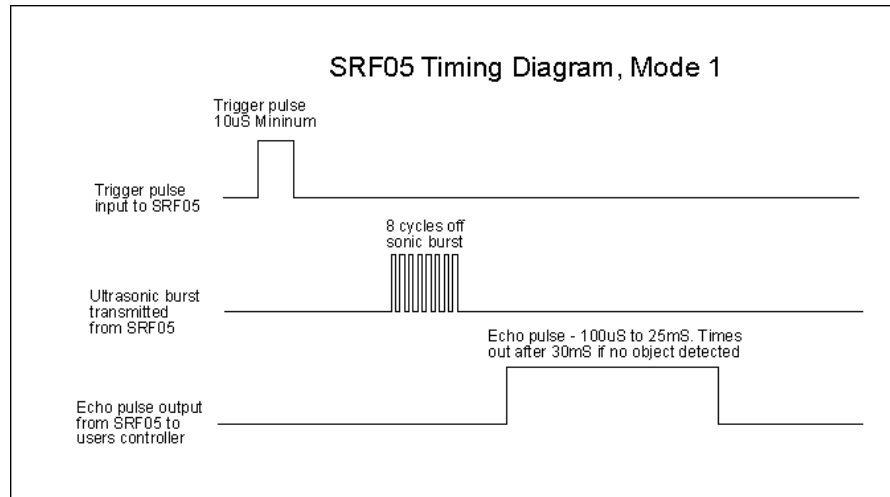 SRF05 Timing Diagram, Mode 1
Trigger pulse
10uS Mininum
Trigger pulse
input to SRF05
8 cycles off
sonic burst
Ultrasonic burst
transmitted
from SRF05
Echo pulse - 100uS to 25mS. Times
out after 30mS if no object detected
Echo pulse output
from SRF05 to
users controller